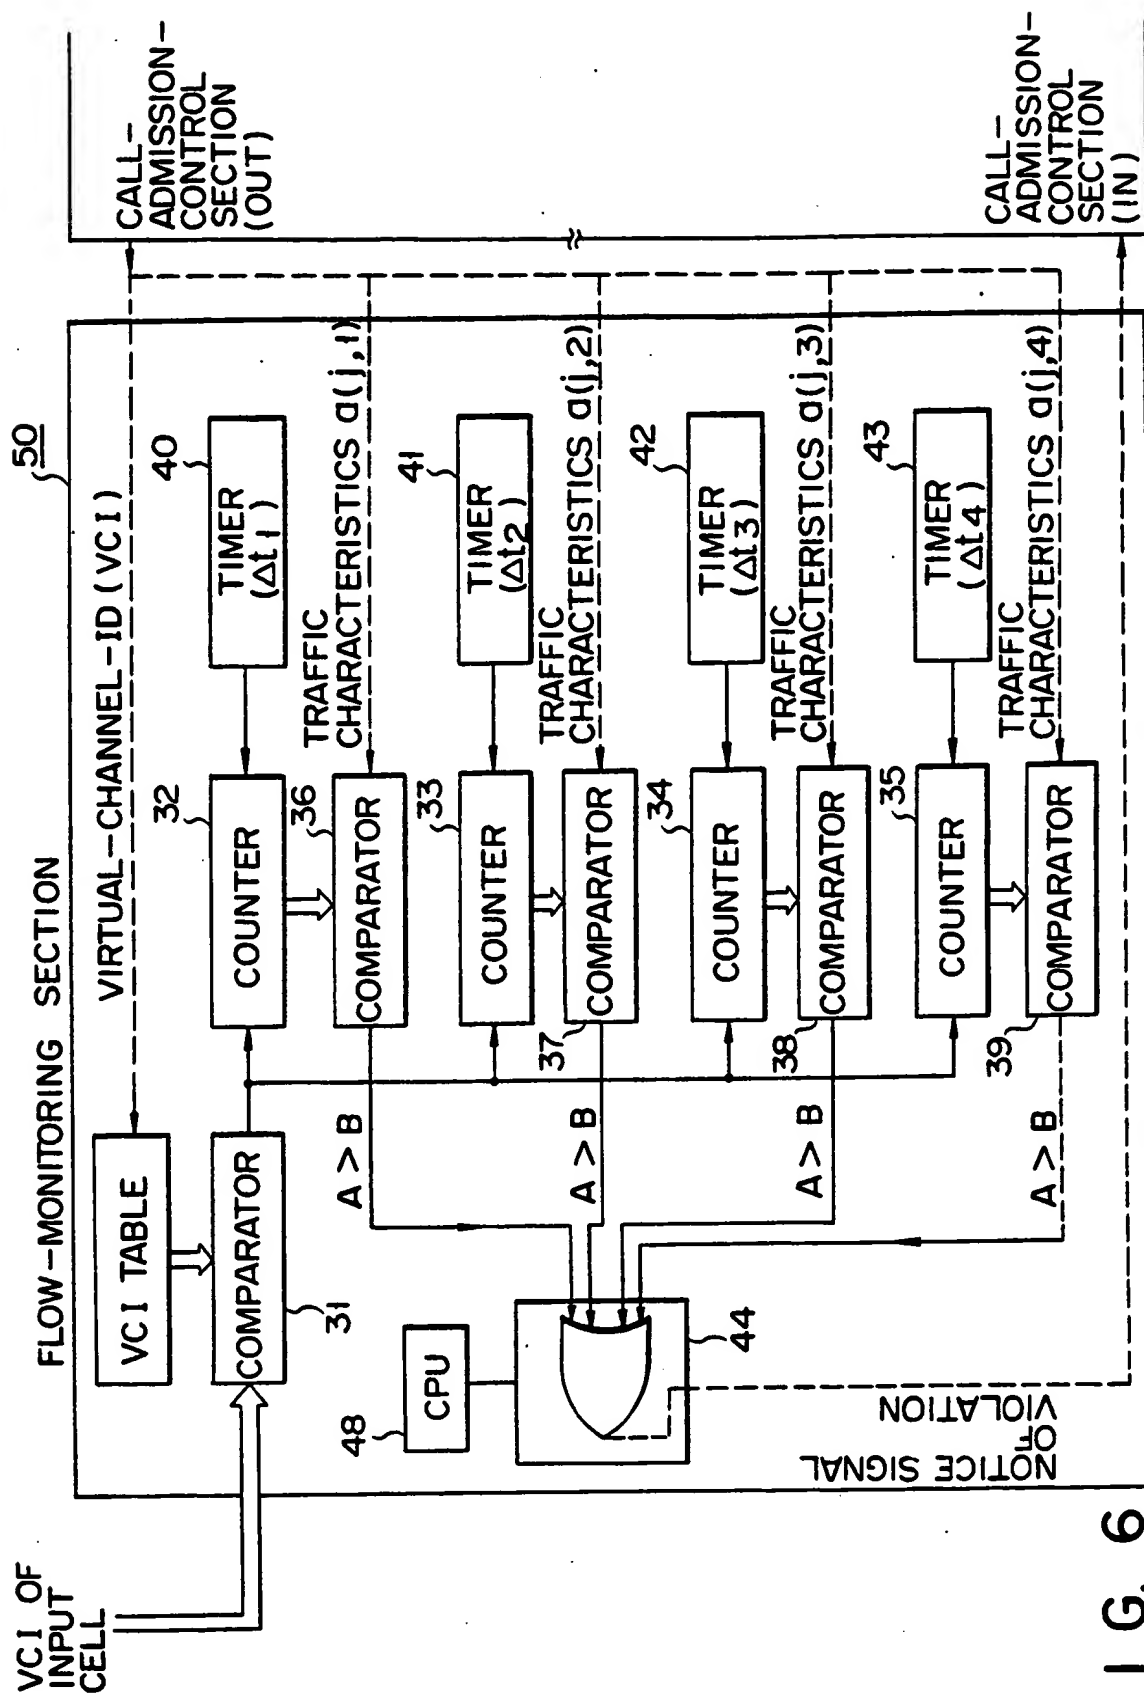 VCI OF
INPUT
CELL
FLOW-MONITORING SECTION
50
VIRTUAL-CHANNEL-ID (VCI)
CALL-
ADMISSION-
CONTROL
SECTION
(OUT)
VCI TABLE
COMPARATOR
31
32
COUNTER
40
TIMER
(Δt1)
36
COMPARATOR
TRAFFIC
CHARACTERISTICS a(j,1)
A > B
33
COUNTER
41
TIMER
(Δt2)
37
COMPARATOR
TRAFFIC
CHARACTERISTICS a(j,2)
A > B
34
COUNTER
42
TIMER
(Δt3)
38
COMPARATOR
TRAFFIC
CHARACTERISTICS a(j,3)
A > B
35
COUNTER
43
TIMER
(Δt4)
39
COMPARATOR
TRAFFIC
CHARACTERISTICS a(j,4)
A > B
48
CPU
44
NOTICE SIGNAL
OF
VIOLATION
CALL-
ADMISSION-
CONTROL
SECTION
(IN)
I G. 6